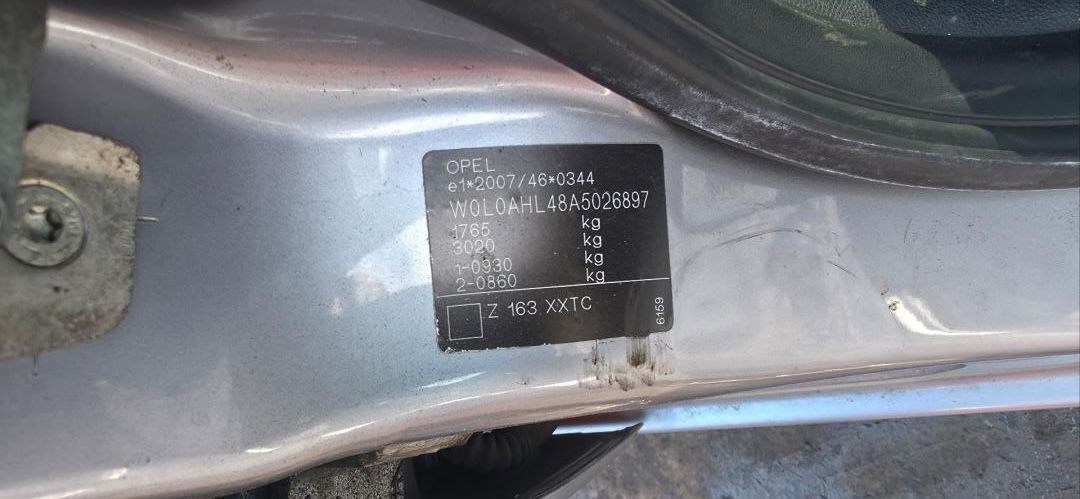 OPEL
e1*2007/46*0344
W0L0AHL48A5026897
1765 kg
3020 kg
1-0930 kg
2-0860 kg
Z 163 XXTC
6159